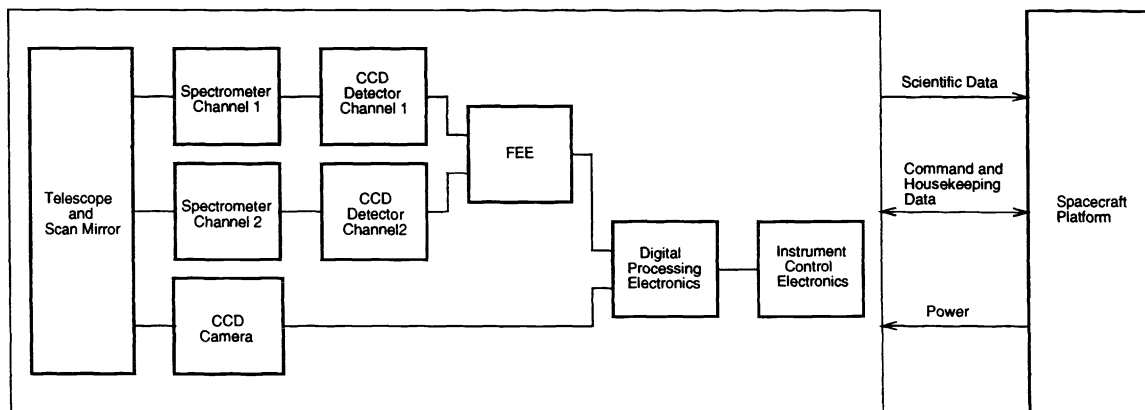 Telescope
and
Scan Mirror
Spectrometer
Channel 1
CCD
Detector
Channel 1
Spectrometer
Channel 2
CCD
Detector
Channel2
FEE
CCD
Camera
Digital
Processing
Electronics
Instrument
Control
Electronics
Scientific Data
Command and
Housekeeping
Data
Power
Spacecraft
Platform